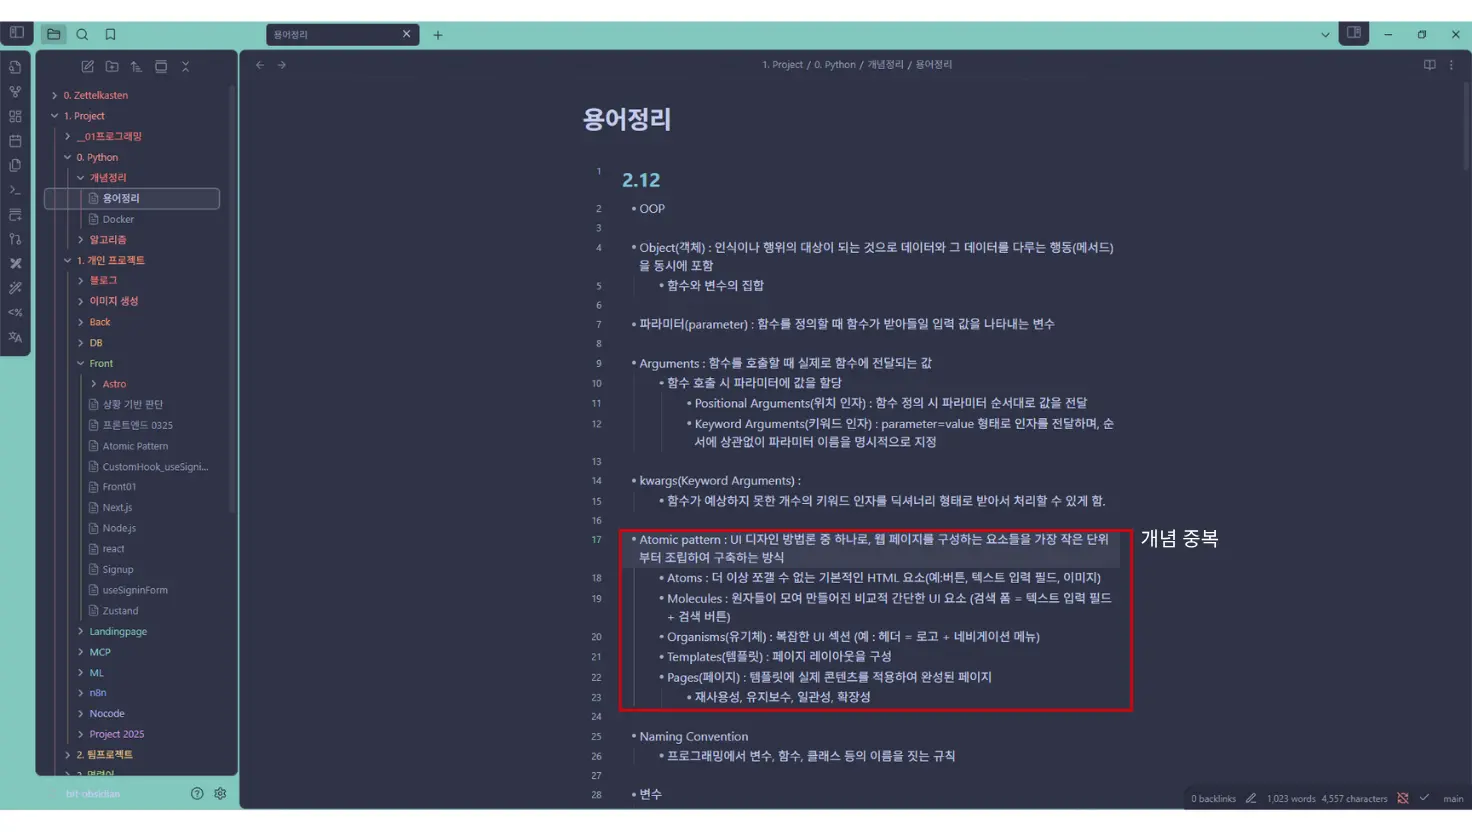 용어정리
1. Project / 0. Python / 개념정리 / 용어정리
0. Zettelkasten
1. Project
__01프로그래밍
0. Python
개념정리
용어정리
Docker
알고리즘
1. 개인 프로젝트
블로그
이미지 생성
Back
DB
Front
Astro
상황 기반 판단
프론트엔드 0325
Atomic Pattern
CustomHook_useSigni...
Front01
Next.js
Node.js
react
Signup
useSigninForm
Zustand
Landingpage
MCP
ML
n8n
Nocode
Project 2025
2. 팀프로젝트
bit-obsidian
용어정리
1
2.12
2 • OOP
3
4 • Object(객체) : 인식이나 행위의 대상이 되는 것으로 데이터와 그 데이터를 다루는 행동(메서드)
을 동시에 포함
5 • 함수와 변수의 집합
6
7 • 파라미터(parameter) : 함수를 정의할 때 함수가 받아들일 입력 값을 나타내는 변수
8
9 • Arguments : 함수를 호출할 때 실제로 함수에 전달되는 값
10 • 함수 호출 시 파라미터에 값을 할당
11 • Positional Arguments(위치 인자) : 함수 정의 시 파라미터 순서대로 값을 전달
12 • Keyword Arguments(키워드 인자) : parameter=value 형태로 인자를 전달하며, 순
서에 상관없이 파라미터 이름을 명시적으로 지정
13
14 • kwargs(Keyword Arguments) :
15 • 함수가 예상하지 못한 개수의 키워드 인자를 딕셔너리 형태로 받아서 처리할 수 있게 함.
16
17 • Atomic pattern : UI 디자인 방법론 중 하나로, 웹 페이지를 구성하는 요소들을 가장 작은 단위
부터 조립하여 구축하는 방식
개념 중복
18 • Atoms : 더 이상 쪼갤 수 없는 기본적인 HTML 요소(예:버튼, 텍스트 입력 필드, 이미지)
19 • Molecules : 원자들이 모여 만들어진 비교적 간단한 UI 요소 (검색 폼 = 텍스트 입력 필드
+ 검색 버튼)
20 • Organisms(유기체) : 복잡한 UI 섹션 (예 : 헤더 = 로고 + 네비게이션 메뉴)
21 • Templates(템플릿) : 페이지 레이아웃을 구성
22 • Pages(페이지) : 템플릿에 실제 콘텐츠를 적용하여 완성된 페이지
23 • 재사용성, 유지보수, 일관성, 확장성
24
25 • Naming Convention
26 • 프로그래밍에서 변수, 함수, 클래스 등의 이름을 짓는 규칙
27
28 • 변수
0 backlinks 1,023 words 4,557 characters main